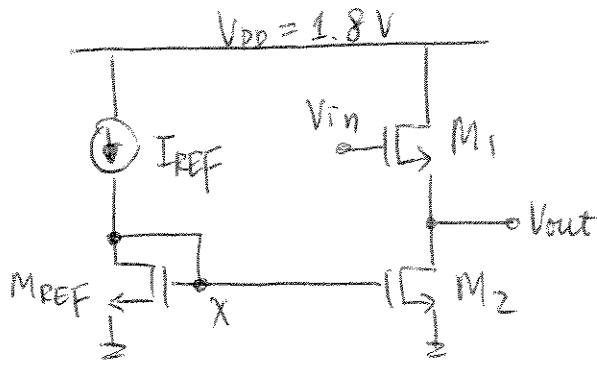 VDD = 1.8 V
Vin
M1
IREF
Vout
MREF
X
M2